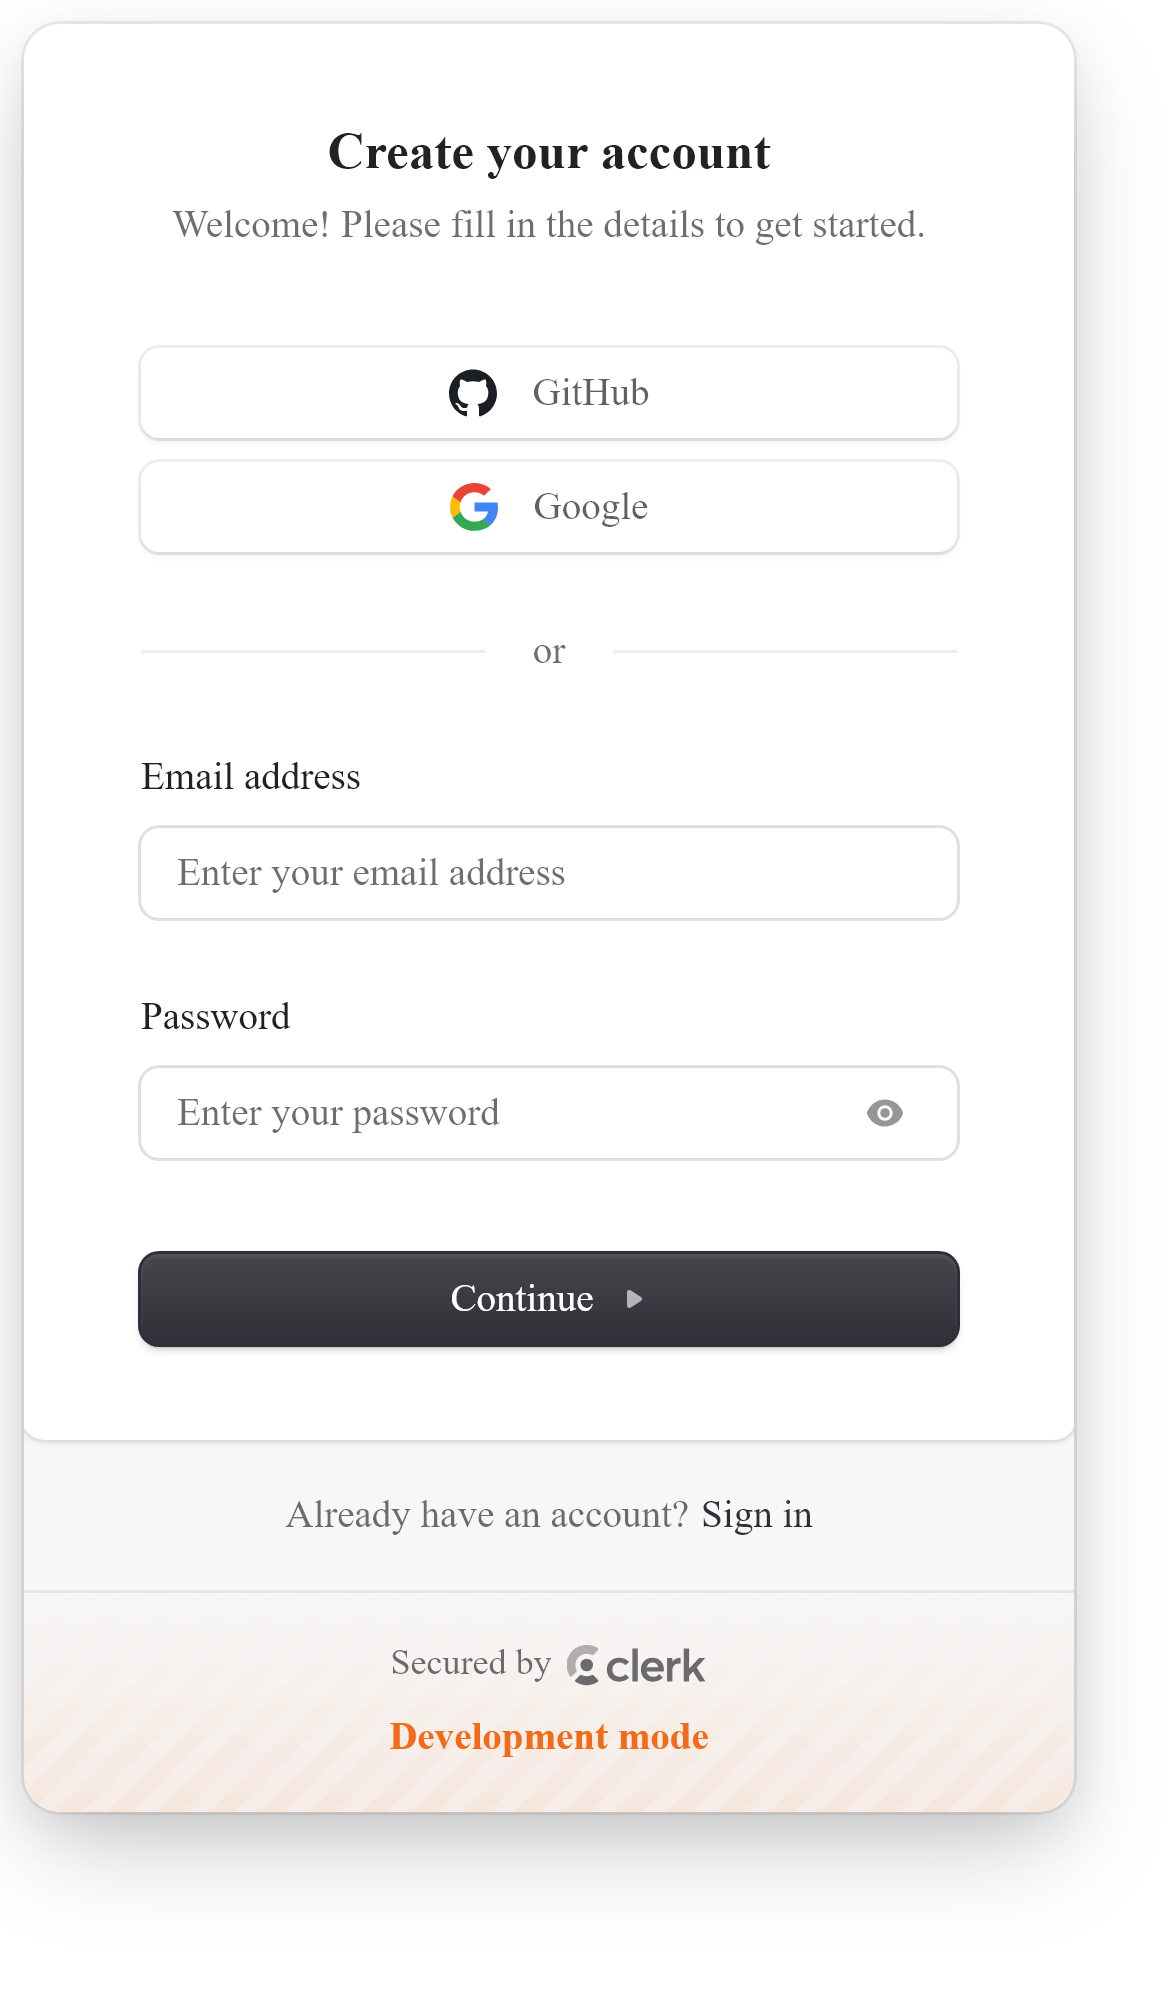 Create your account
Welcome! Please fill in the details to get started.
GitHub
Google
or
Email address
Enter your email address
Password
Enter your password
Continue
Already have an account? Sign in
Secured by clerk
Development mode